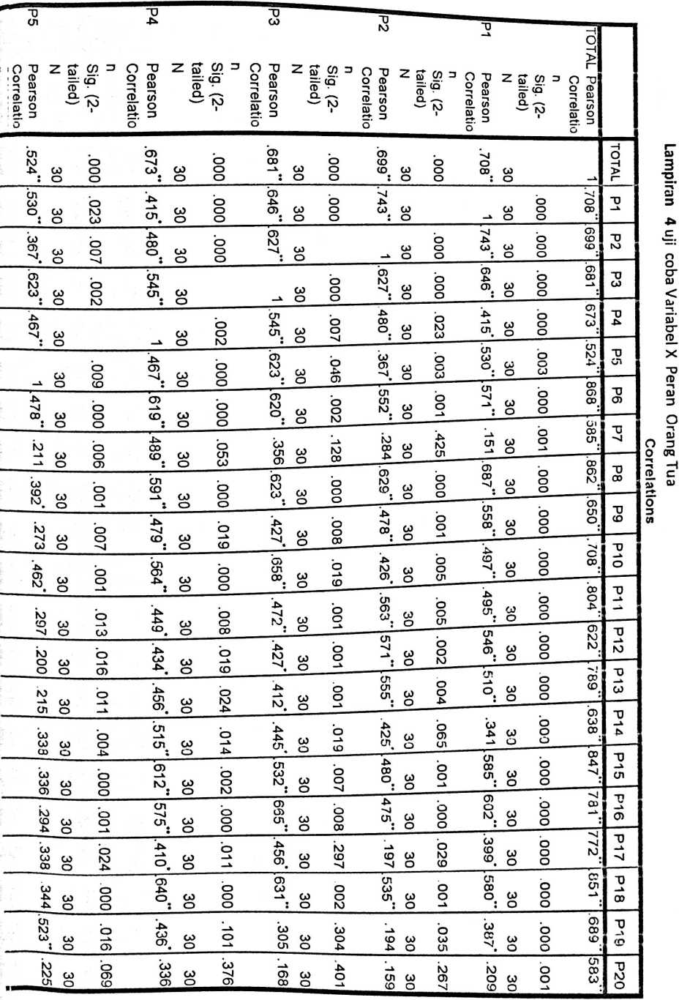 Lampiran 4 uji coba Variabel X Peran Orang Tua
Correlations
TOTAL P1 P2 P3 P4 P5 P6 P7 P8 P9 P10 P11 P12 P13 P14 P15 P16 P17 P18 P19 P20
TOTAL Pearson 1 .708** .699** .681** 673** .524** .868** .585** .862** .650** .708** .804** 622** .789** .638** .847** 781** 772** .851** .689** 583**
Correlatio
n
Sig. (2- .000 .000 .000 .000 .003 .000 .001 .000 .000 .000 .000 .000 .000 .000 .000 .000 .000 .000 .000 .001
tailed)
N 30 30 30 30 30 30 30 30 30 30 30 30 30 30 30 30 30 30 30 30 30
P1 Pearson .708** 1 .743** .646** .415* .530** .571** .151 .687** .558** .497** .495** 546** .510** .341 .585** 602** .399* .580** .387* .209
Correlatio
n
Sig. (2- .000 .000 .000 .023 .003 .001 .425 .000 .001 .005 .005 .002 .004 .065 .001 .000 .029 .001 .035 .267
tailed)
N 30 30 30 30 30 30 30 30 30 30 30 30 30 30 30 30 30 30 30 30 30
P2 Pearson .699** .743** 1 .627** .480** .367* .552** .284 .629** .478** .426* .563** 571** .555** .425* .480** 475** .197 .535** .194 .159
Correlatio
n
Sig. (2- .000 .000 .000 .007 .046 .002 .128 .000 .008 .019 .001 .001 .001 .019 .007 .008 .297 .002 .304 .401
tailed)
N 30 30 30 30 30 30 30 30 30 30 30 30 30 30 30 30 30 30 30 30 30
P3 Pearson .681** .646** .627** 1 .545** .623** .620** .356 .623** .427* .658** .472** .427* .412* .445* .532** 665** .456* .631** .305 .168
Correlatio
n
Sig. (2- .000 .000 .000 .002 .000 .000 .053 .000 .019 .000 .008 .019 .024 .014 .002 .000 .011 .000 .101 .376
tailed)
N 30 30 30 30 30 30 30 30 30 30 30 30 30 30 30 30 30 30 30 30 30
P4 Pearson .673** .415* .480** .545** 1 .467** .619** .489** .591** .479** .564** .449* .434* .456* .515** .612** 575** .410* .640** .436* .336
Correlatio
n
Sig. (2- .000 .023 .007 .002 .009 .000 .006 .001 .007 .001 .013 .016 .011 .004 .000 .001 .024 .000 .016 .069
tailed)
N 30 30 30 30 30 30 30 30 30 30 30 30 30 30 30 30 30 30 30 30 30
P5 Pearson .524** .530** .367* .623** .467** 1 .478** .211 .392* .273 .462* .297 .200 .215 .338 .336 .294 .338 .344 .523** .225
Correlatio